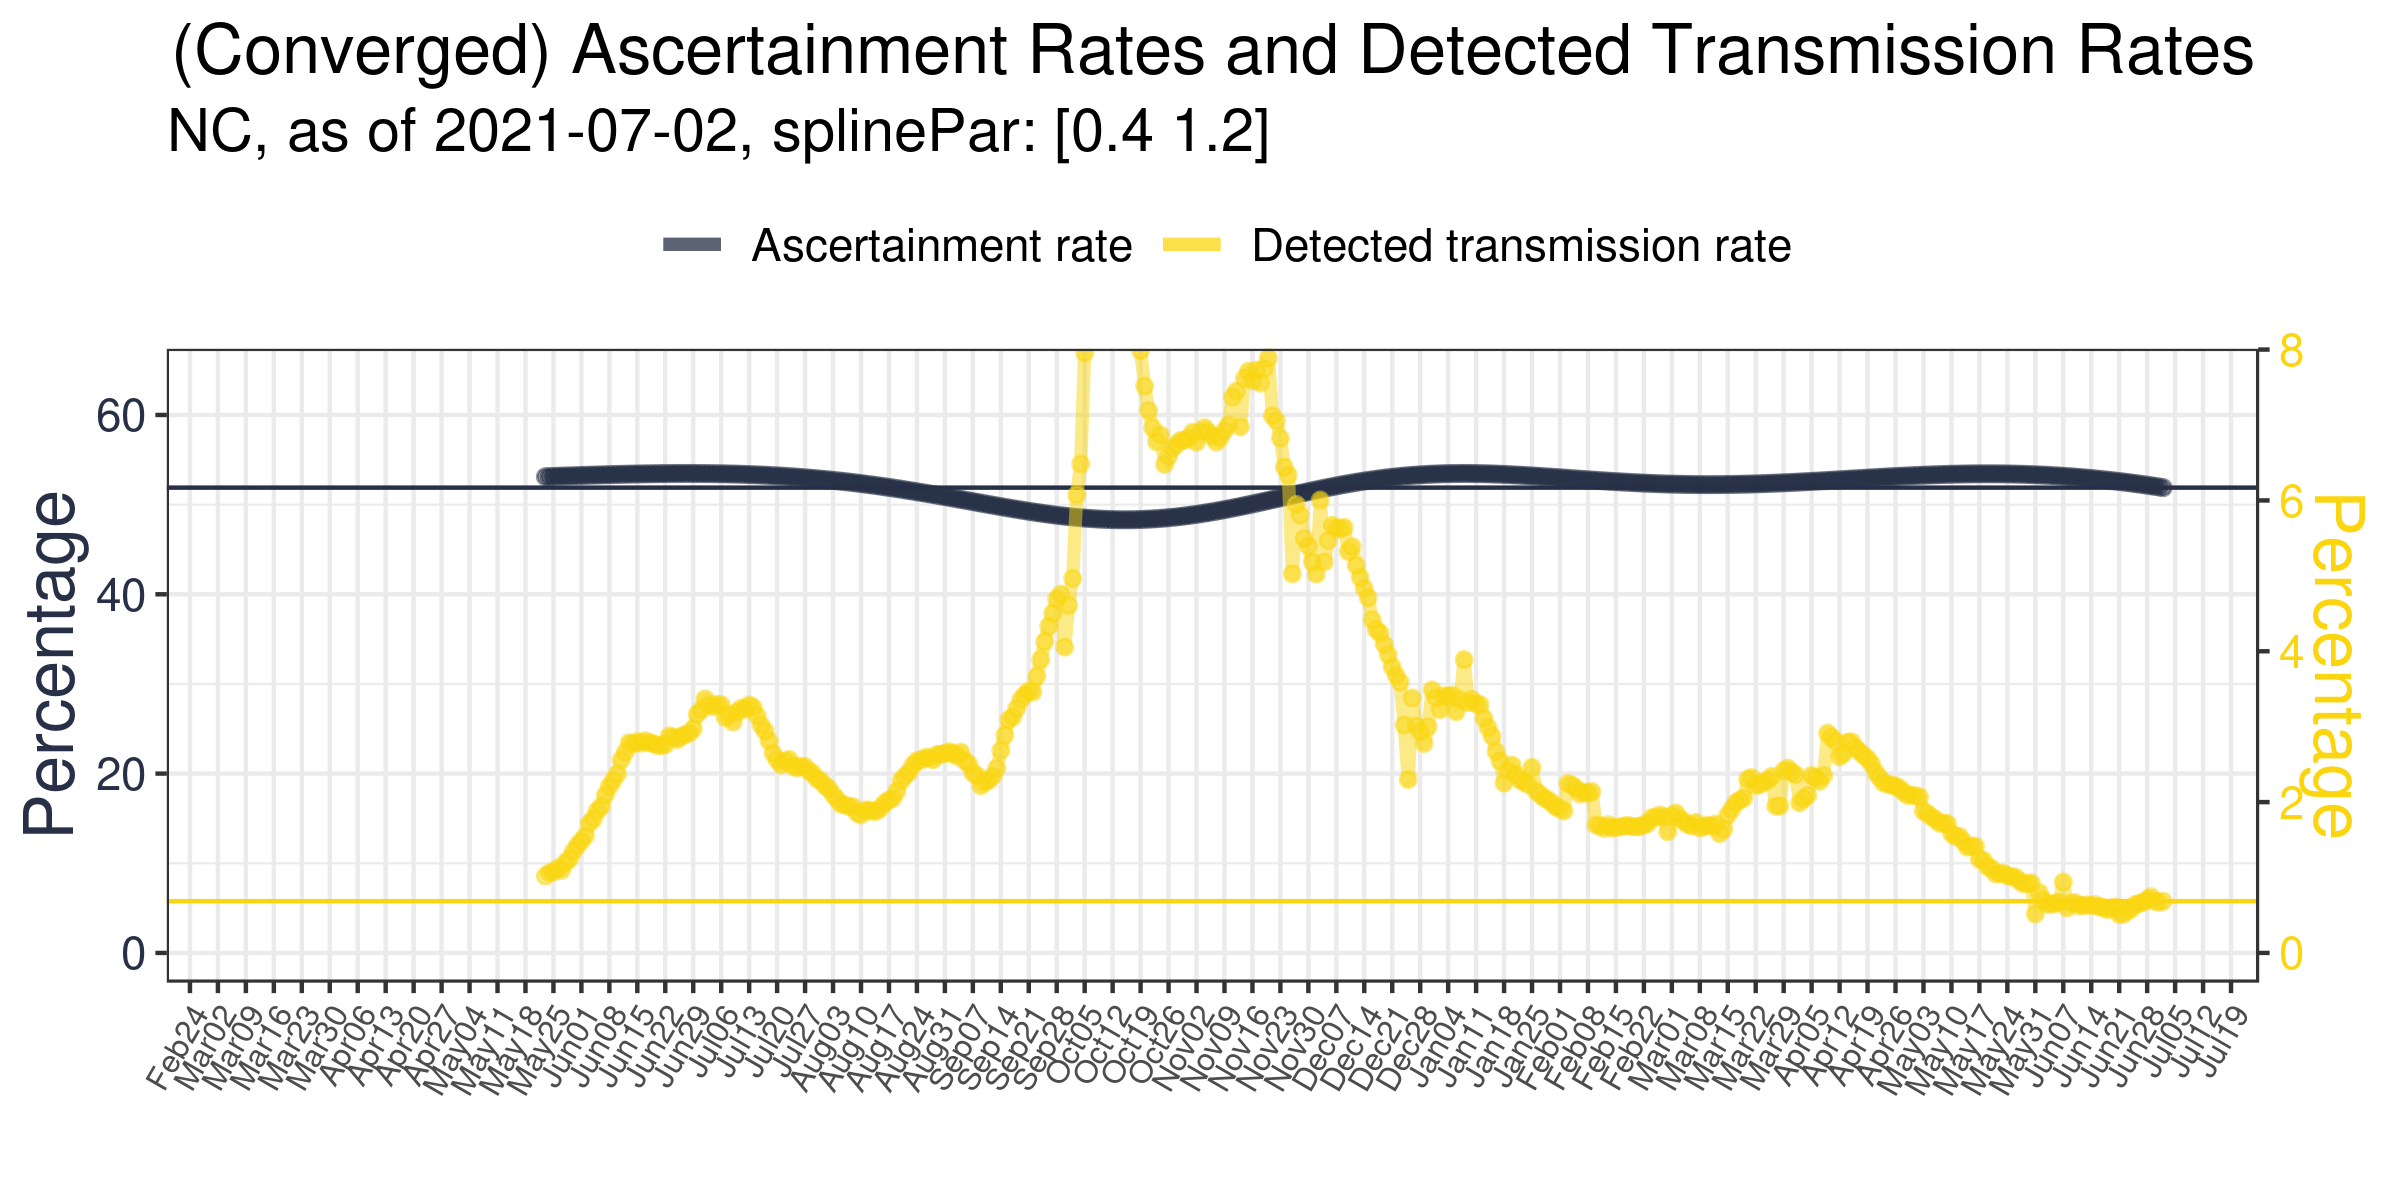 (Converged) Ascertainment Rates and Detected Transmission Rates
NC, as of 2021-07-02, splinePar: [0.4 1.2]
Ascertainment rate Detected transmission rate
Percentage
60
40
20
0
8
6
4
2
0
Percentage
Feb24 Mar02 Mar09 Mar16 Mar23 Mar30 Apr06 Apr13 Apr20 Apr27 May04 May11 May18 May25 Jun01 Jun08 Jun15 Jun22 Jun29 Jul06 Jul13 Jul20 Jul27 Aug03 Aug10 Aug17 Aug24 Aug31 Sep07 Sep14 Sep21 Sep28 Oct05 Oct12 Oct19 Oct26 Nov02 Nov09 Nov16 Nov23 Nov30 Dec07 Dec14 Dec21 Dec28 Jan04 Jan11 Jan18 Jan25 Feb01 Feb08 Feb15 Feb22 Mar01 Mar08 Mar15 Mar22 Mar29 Apr05 Apr12 Apr19 Apr26 May03 May10 May17 May24 May31 Jun07 Jun14 Jun21 Jun28 Jul05 Jul12 Jul19